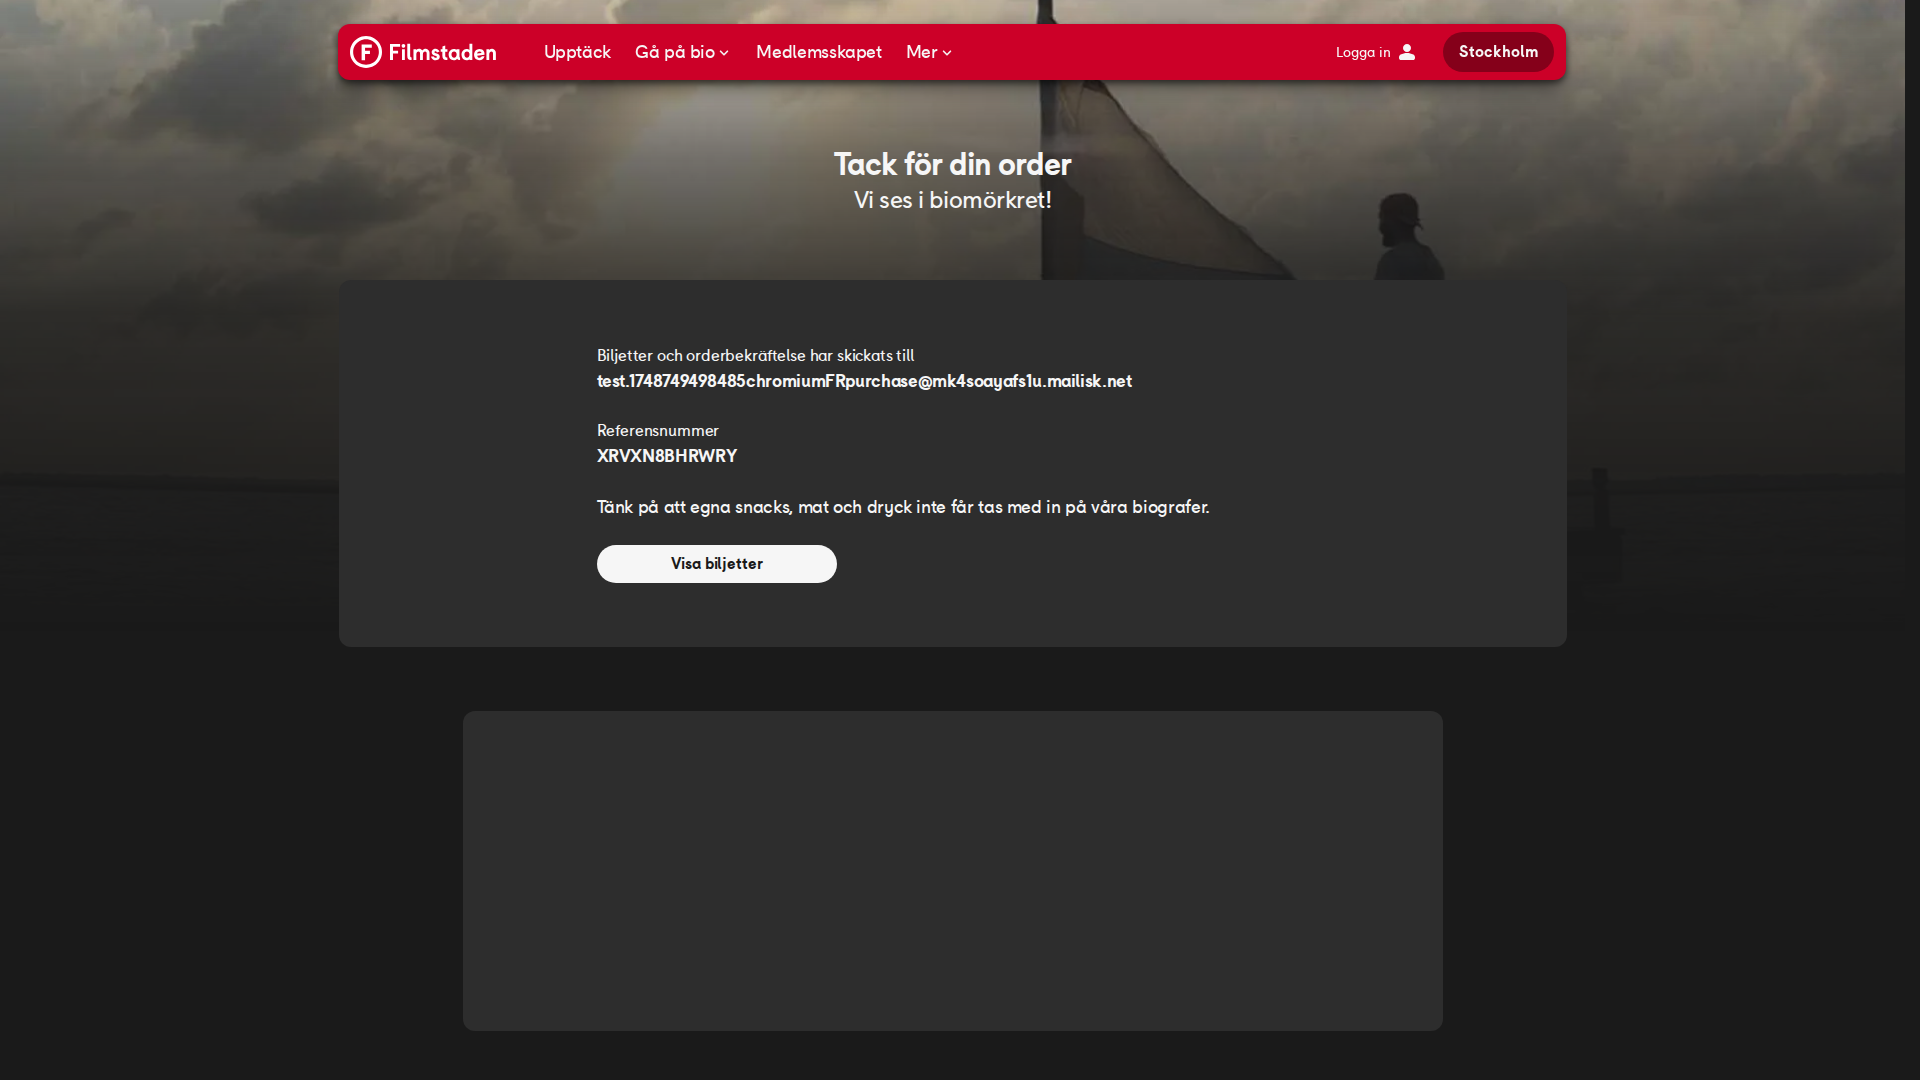 Filmstaden
Upptäck
Gå på bio
Medlemsskapet
Mer
Logga in
Stockholm
Tack för din order
Vi ses i biomörkret!
Biljetter och orderbekräftelse har skickats till
test.1748749498485chromiumFRpurchase@mk4soayafs1u.mailisk.net
Referensnummer
XRVXN8BHRWRY
Tänk på att egna snacks, mat och dryck inte får tas med in på våra biografer.
Visa biljetter